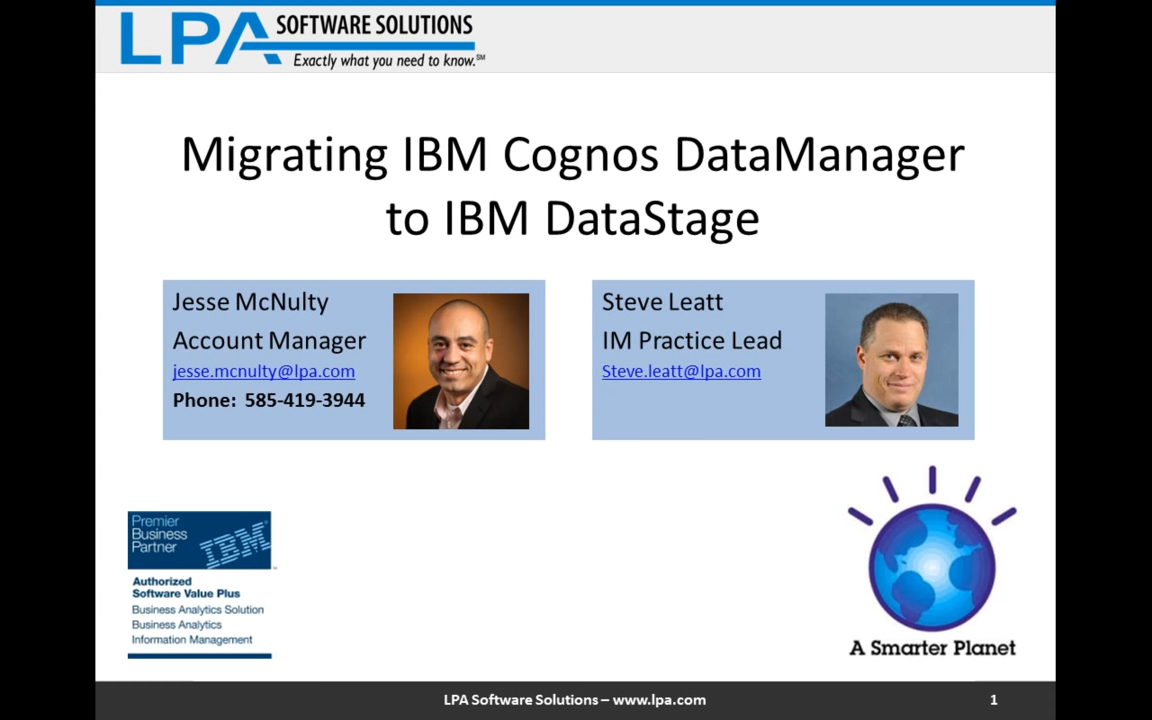 LPA SOFTWARE SOLUTIONS
Exactly what you need to know.℠
Migrating IBM Cognos DataManager
to IBM DataStage
Jesse McNulty
Account Manager
jesse.mcnulty@lpa.com
Phone: 585-419-3944
Steve Leatt
IM Practice Lead
Steve.leatt@lpa.com
Premier
Business
Partner
IBM®
Authorized
Software Value Plus
Business Analytics Solution
Business Analytics
Information Management
A Smarter Planet
LPA Software Solutions – www.lpa.com
1